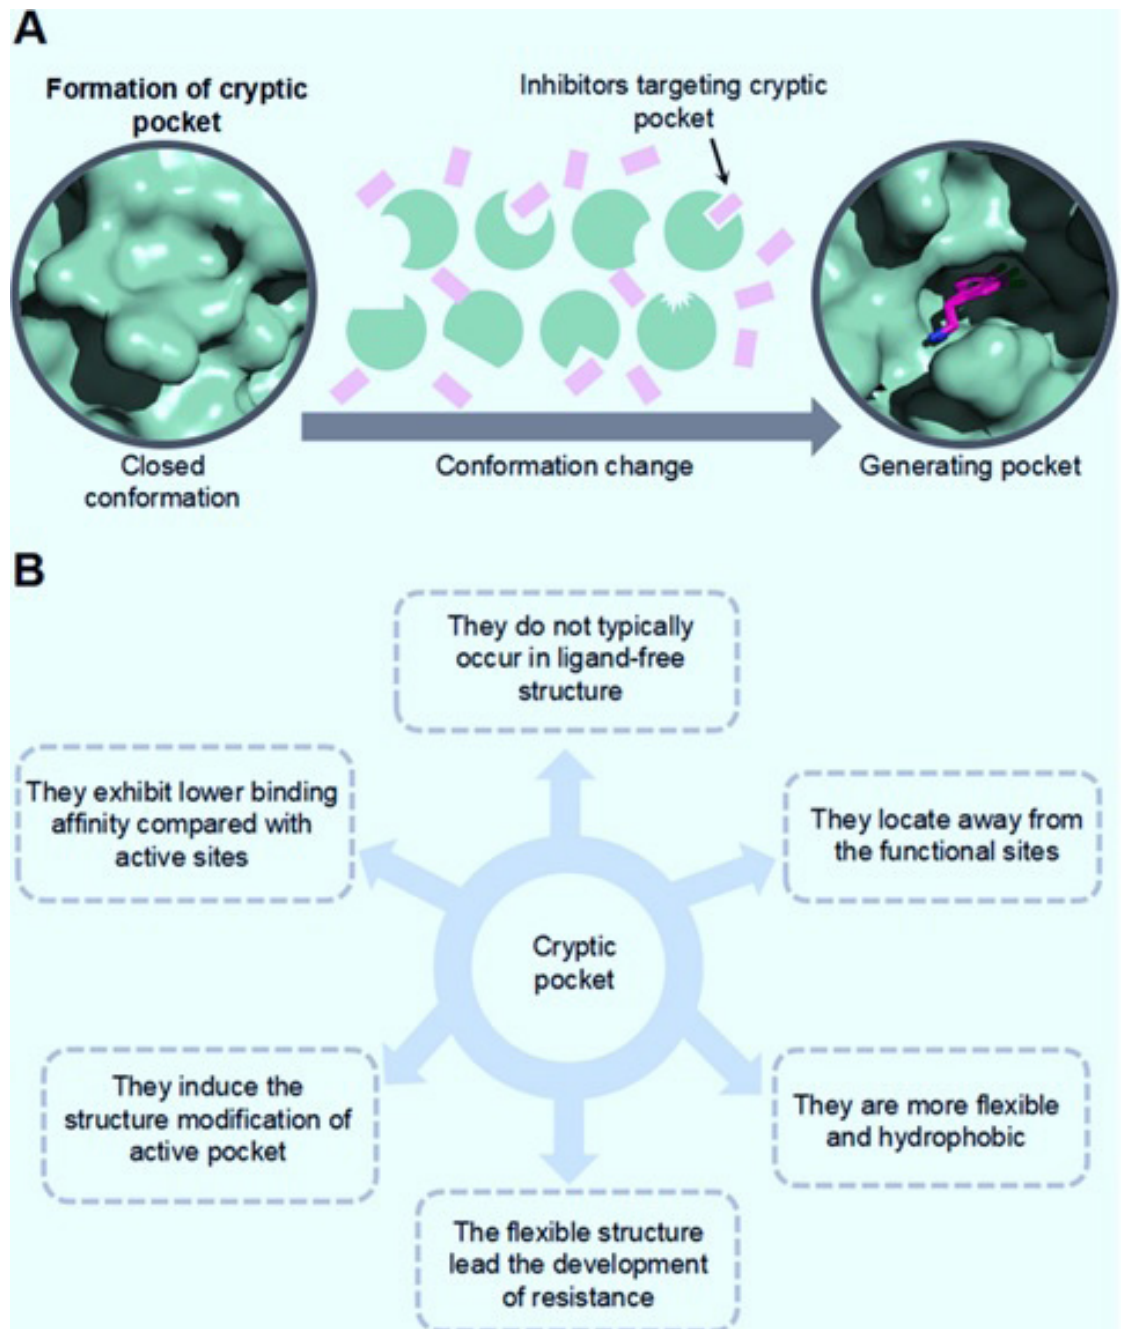 A
Formation of cryptic
pocket
Inhibitors targeting cryptic
pocket
Closed
conformation
Conformation change
Generating pocket
B
They do not typically
occur in ligand-free
structure
They exhibit lower binding
affinity compared with
active sites
They locate away from
the functional sites
Cryptic
pocket
They induce the
structure modification of
active pocket
They are more flexible
and hydrophobic
The flexible structure
lead the development
of resistance